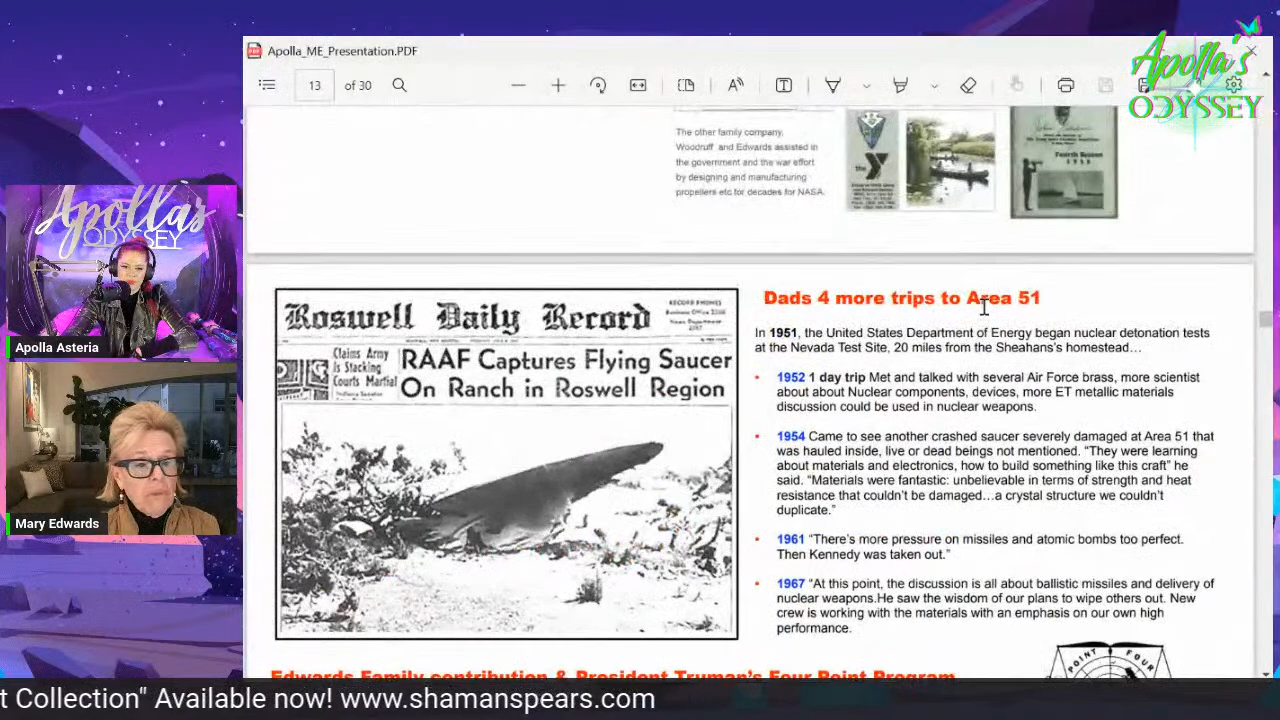 Apolla_ME_Presentation.PDF
13 of 30
Apolla's
ODYSSEY
The other family company,
Woodruff and Edwards assisted in
the government and the war effort
by designing and manufacturing
propellers etc for decades for NASA.
the
Fourth Season
Apollas
ODYSSEY
Apolla Asteria
Mary Edwards
Roswell Daily Record
RECORD PHONES
Claims Army
Is Stacking
Courts Martial
RAAF Captures Flying Saucer
On Ranch in Roswell Region
Dads 4 more trips to Area 51
In 1951, the United States Department of Energy began nuclear detonation tests
at the Nevada Test Site, 20 miles from the Sheahans's homestead…
• 1952 1 day trip Met and talked with several Air Force brass, more scientist
about about Nuclear components, devices, more ET metallic materials
discussion could be used in nuclear weapons.
• 1954 Came to see another crashed saucer severely damaged at Area 51 that
was hauled inside, live or dead beings not mentioned. “They were learning
about materials and electronics, how to build something like this craft” he
said. “Materials were fantastic: unbelievable in terms of strength and heat
resistance that couldn’t be damaged…a crystal structure we couldn’t
duplicate.”
• 1961 “There’s more pressure on missiles and atomic bombs too perfect.
Then Kennedy was taken out.”
• 1967 “At this point, the discussion is all about ballistic missiles and delivery of
nuclear weapons.He saw the wisdom of our plans to wipe others out. New
crew is working with the materials with an emphasis on our own high
performance.
Edwards Family contribution & President Truman's Four Point Program
POINT FOUR
t Collection" Available now! www.shamanspears.com